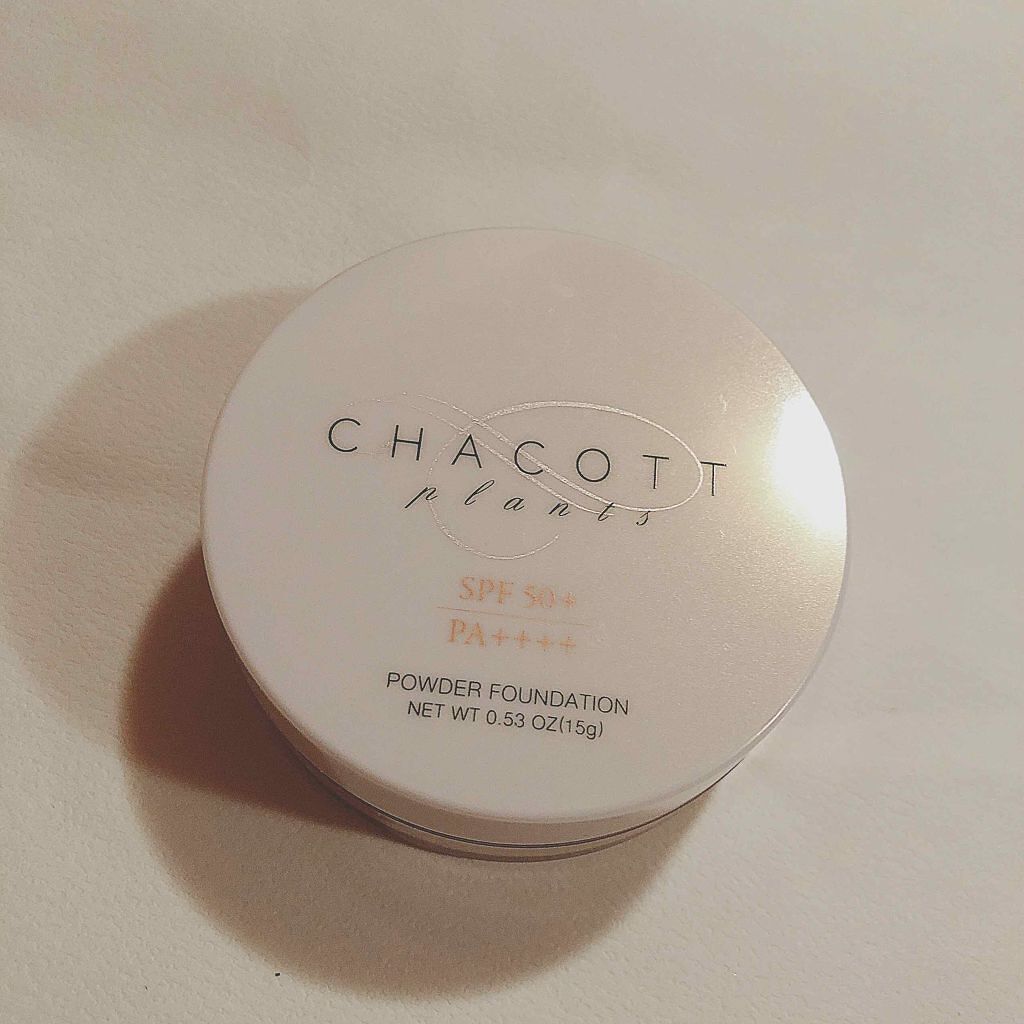 CHACOTT
plants
SPF 50+
PA++++
POWDER FOUNDATION
NET WT 0.53 OZ(15g)